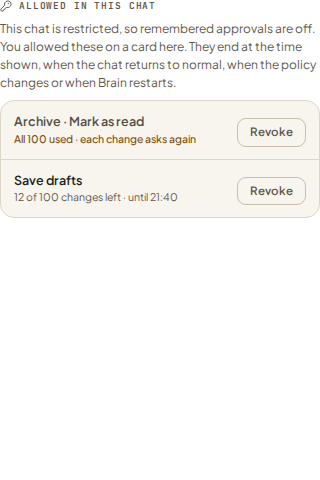 ALLOWED IN THIS CHAT
This chat is restricted, so remembered approvals are off.
You allowed these on a card here. They end at the time
shown, when the chat returns to normal, when the policy
changes or when Brain restarts.
Archive · Mark as read
All 100 used · each change asks again
Revoke
Save drafts
12 of 100 changes left · until 21:40
Revoke